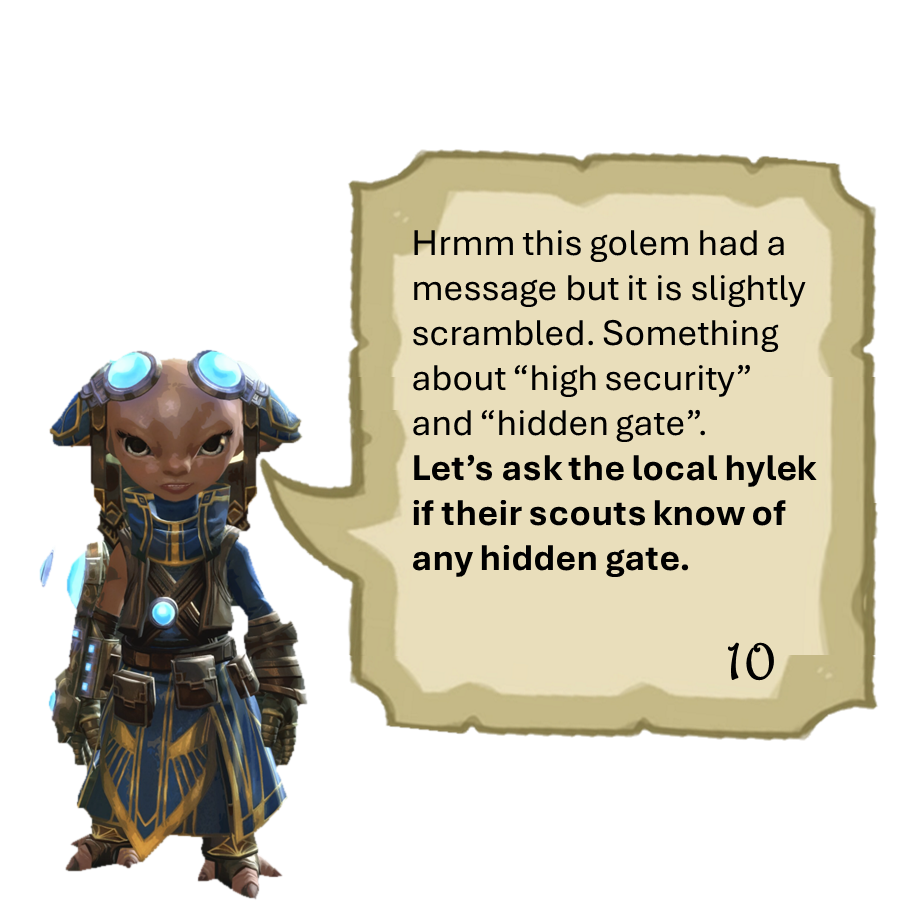 Hrmm this golem had a
message but it is slightly
scrambled. Something
about “high security”
and “hidden gate”.
Let’s ask the local hylek
if their scouts know of
any hidden gate.
10